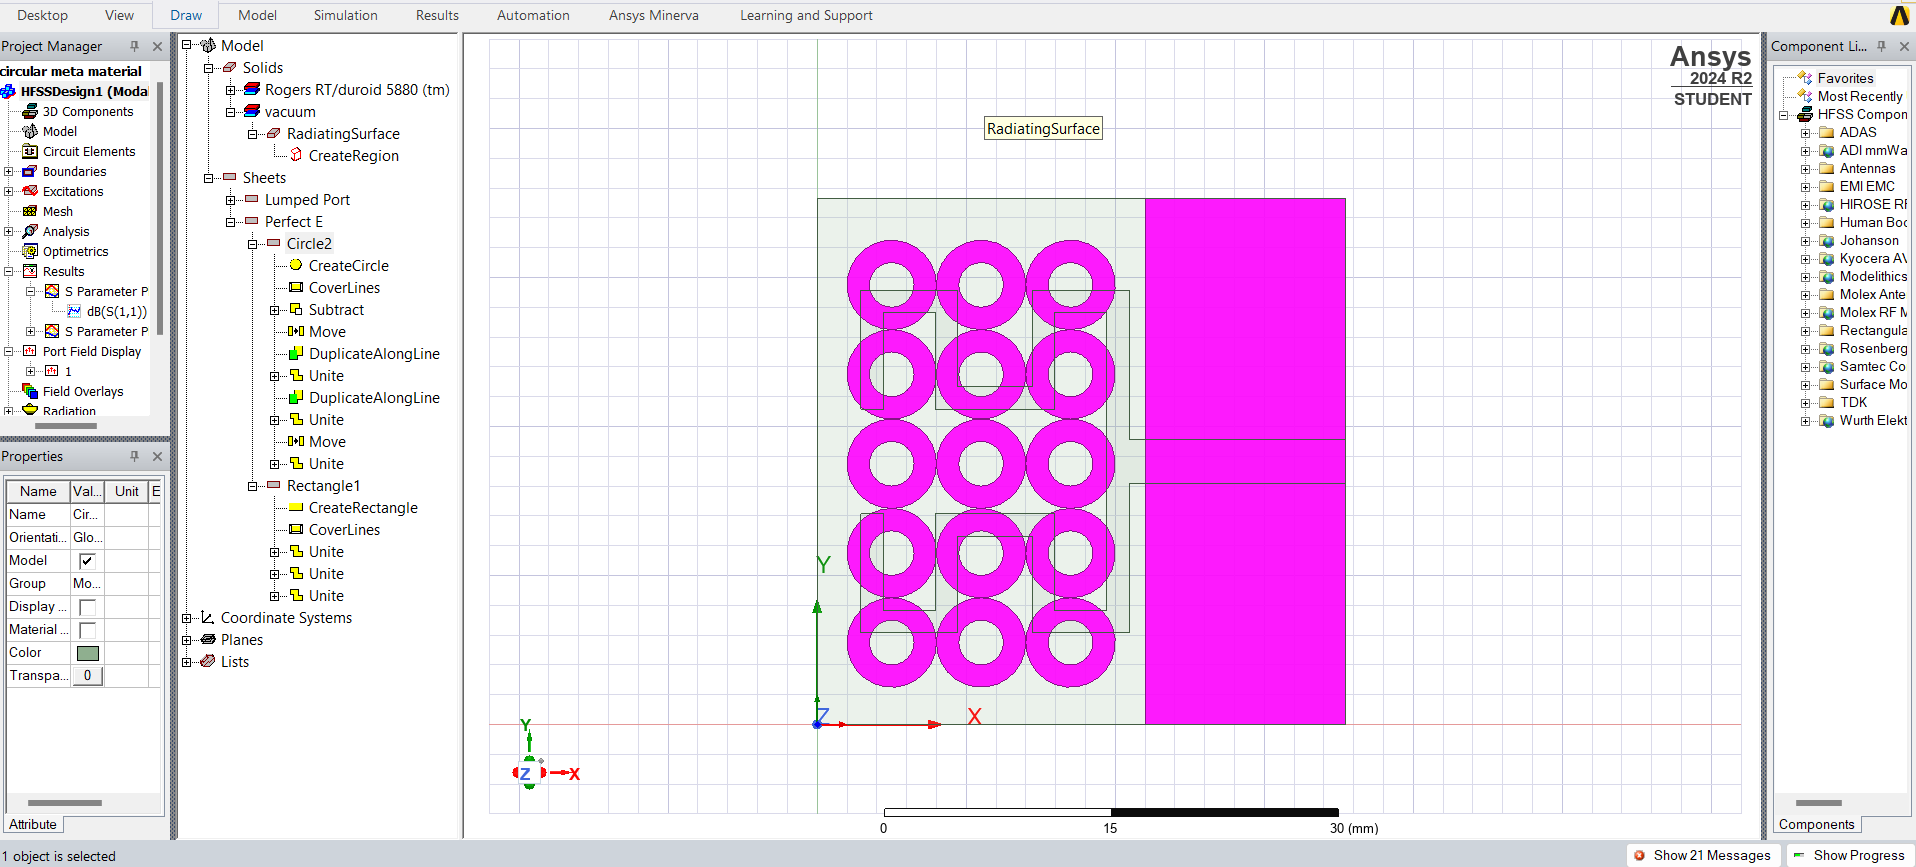 Desktop View Draw Model Simulation Results Automation Ansys Minerva Learning and Support
Project Manager
circular meta material
HFSSDesign1 (Modal
3D Components
Model
Circuit Elements
Boundaries
Excitations
Mesh
Analysis
Optimetrics
Results
S Parameter P
dB(S(1,1))
S Parameter P
Port Field Display
1
Field Overlays
Radiation
Properties
Name Val... Unit E
Name Cir...
Orientati... Glo...
Model
Group Mo...
Display ...
Material ...
Color
Transpa... 0
Attribute
Model
Solids
Rogers RT/duroid 5880 (tm)
vacuum
RadiatingSurface
CreateRegion
Sheets
Lumped Port
Perfect E
Circle2
CreateCircle
CoverLines
Subtract
Move
DuplicateAlongLine
Unite
DuplicateAlongLine
Unite
Move
Unite
Rectangle1
CreateRectangle
CoverLines
Unite
Unite
Unite
Coordinate Systems
Planes
Lists
Ansys
2024 R2
STUDENT
RadiatingSurface
Y
Z X
Y
Z X
0 15 30 (mm)
Component Li...
Favorites
Most Recently
HFSS Compon
ADAS
ADI mmWa
Antennas
EMI EMC
HIROSE RF
Human Boo
Johanson
Kyocera AV
Modelithics
Molex Ante
Molex RF M
Rectangula
Rosenberg
Samtec Co
Surface Mo
TDK
Wurth Elekt
Components
1 object is selected
Show 21 Messages Show Progress